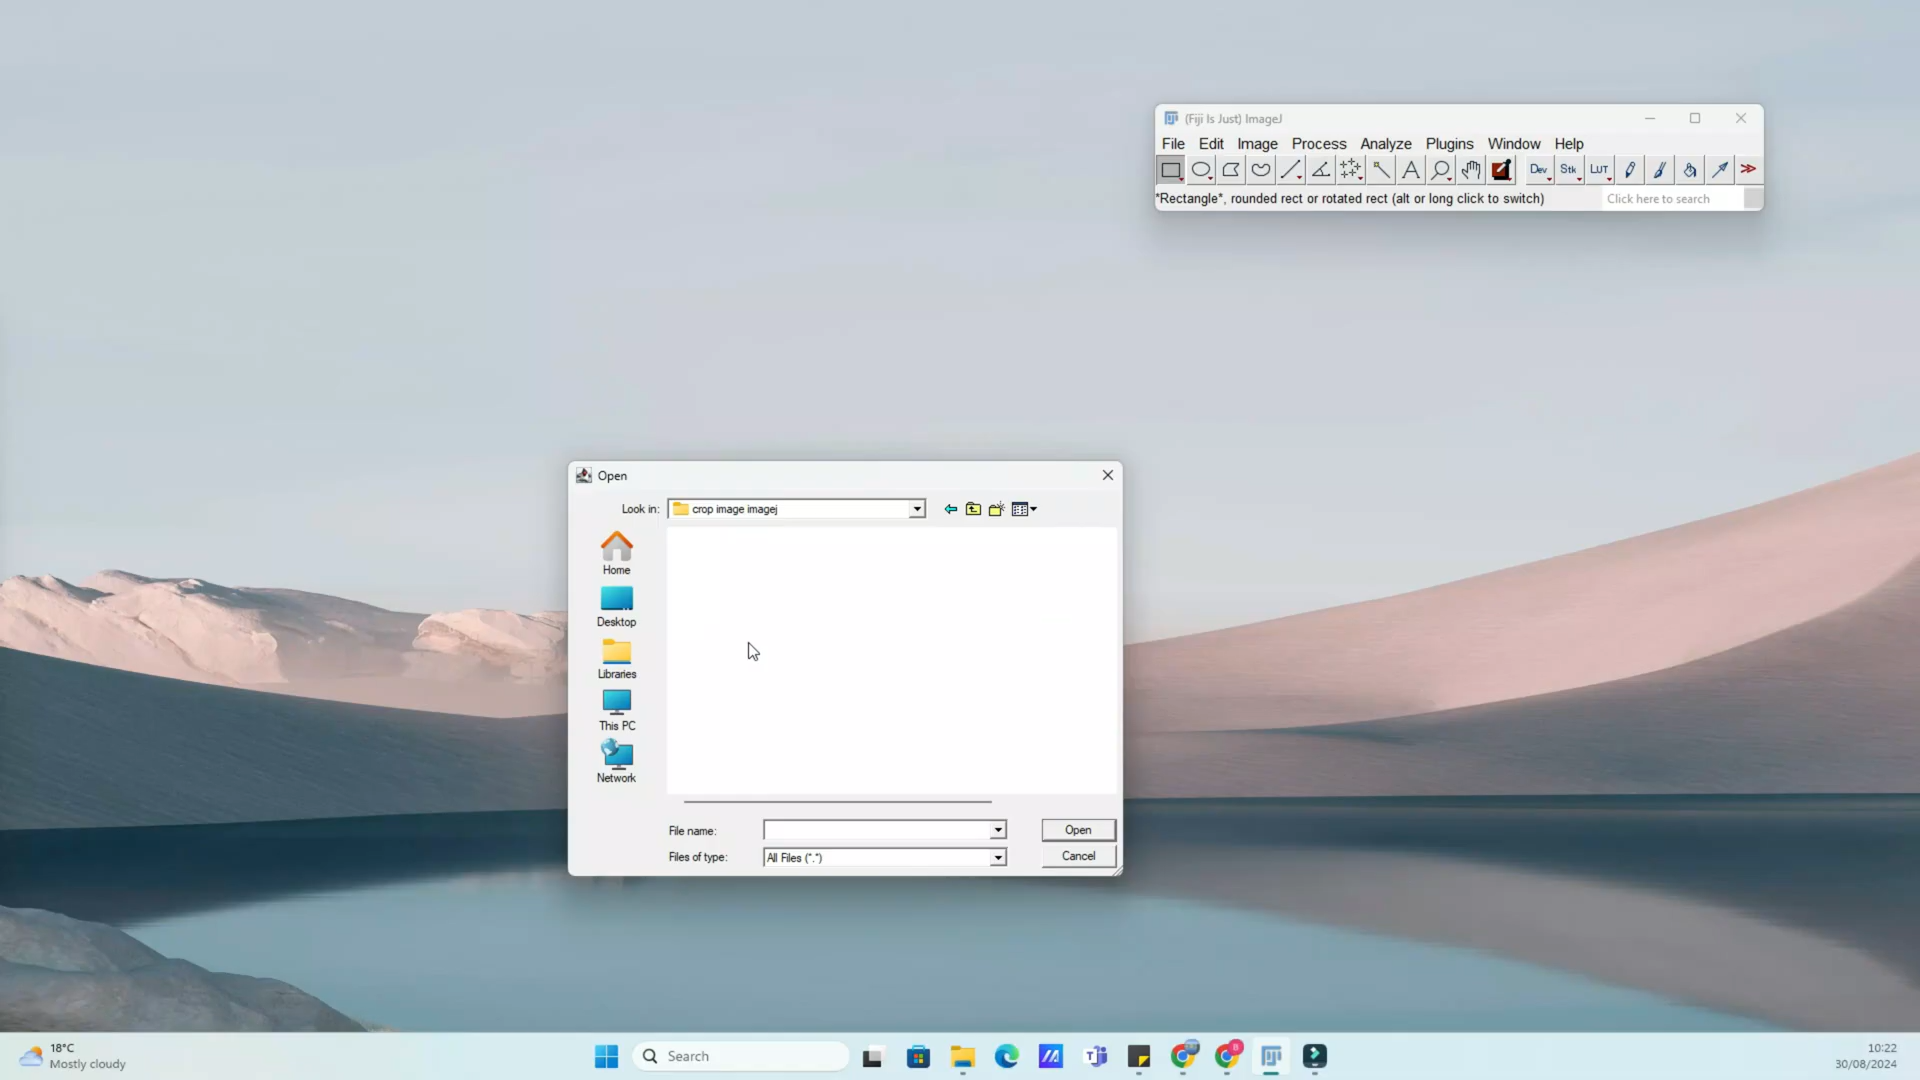 (Fiji Is Just) ImageJ
File Edit Image Process Analyze Plugins Window Help
Dev Stk LUT
*Rectangle*, rounded rect or rotated rect (alt or long click to switch) Click here to search
Open
Look in: crop image imagej
Home
Desktop
Libraries
This PC
Network
File name: Open
Files of type: All Files (*.*) Cancel
18°C
Mostly cloudy
Search
10:22
30/08/2024